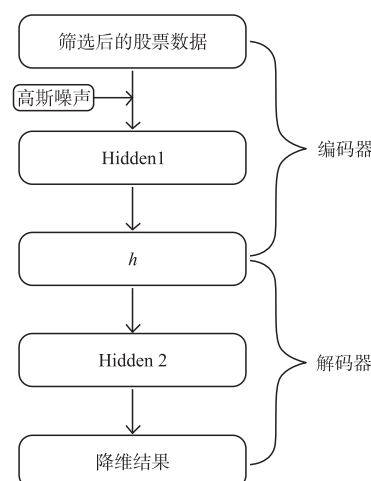 筛选后的股票数据
高斯噪声
Hidden1
编码器
h
Hidden 2
解码器
降维结果